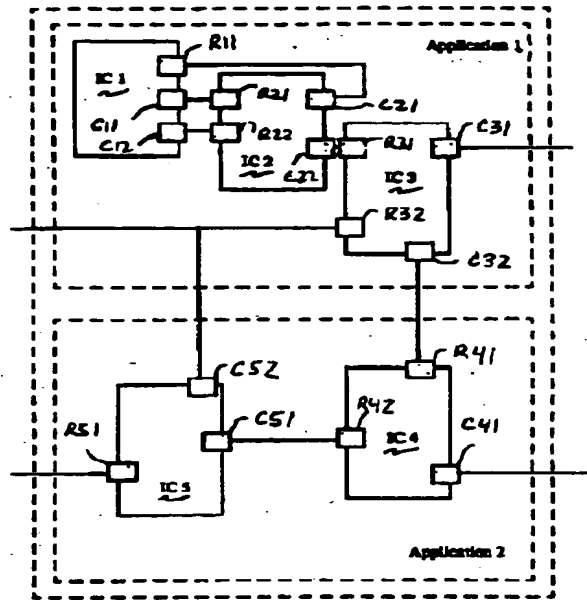 R11
Application 1
IC1
R21
C21
C11
C31
R22
C12
R31
IC2
C22
IC3
R32
C32
R41
C52
C51
R42
C41
R51
IC4
IC5
Application 2